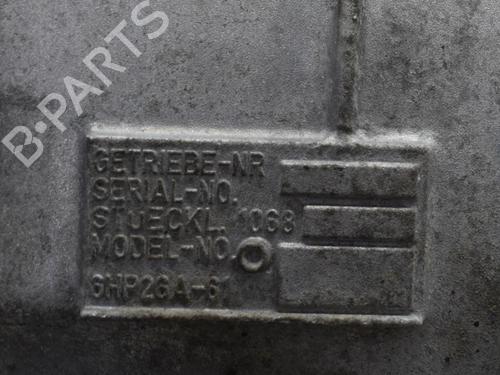 B-PARTS
GETRIEBE-NR
SERIAL-NO.
STUECKL. 1068
MODEL-NO.
6HP26A-61